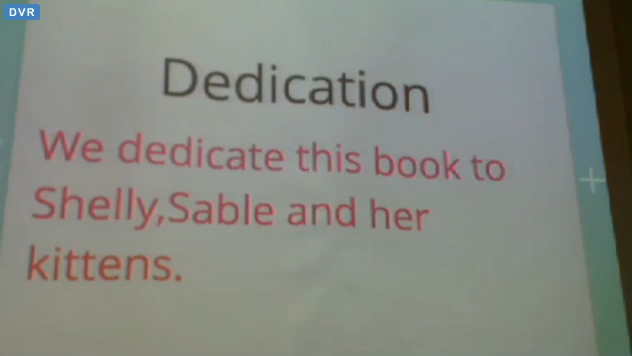 DVR
Dedication
We dedicate this book to
Shelly,Sable and her
kittens.